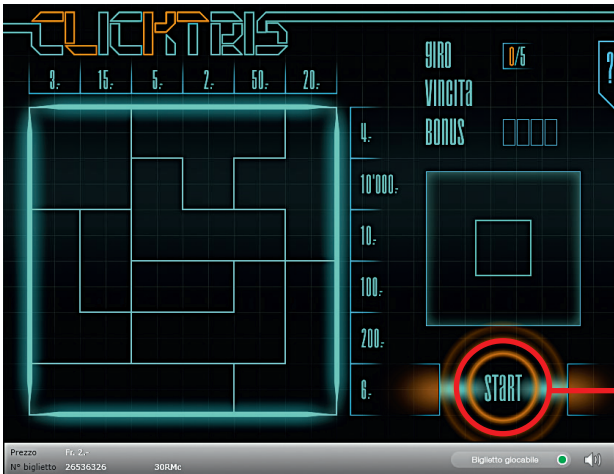 CLICKTRIS
GIRO 0/5
VINCITA
BONUS
?
3.- 15.- 5.- 2.- 50.- 20.-
4.-
10'000.-
10.-
100.-
200.-
6.-
START
Prezzo Fr. 2.-
N° biglietto 26536326 30RMc
Biglietto giocabile